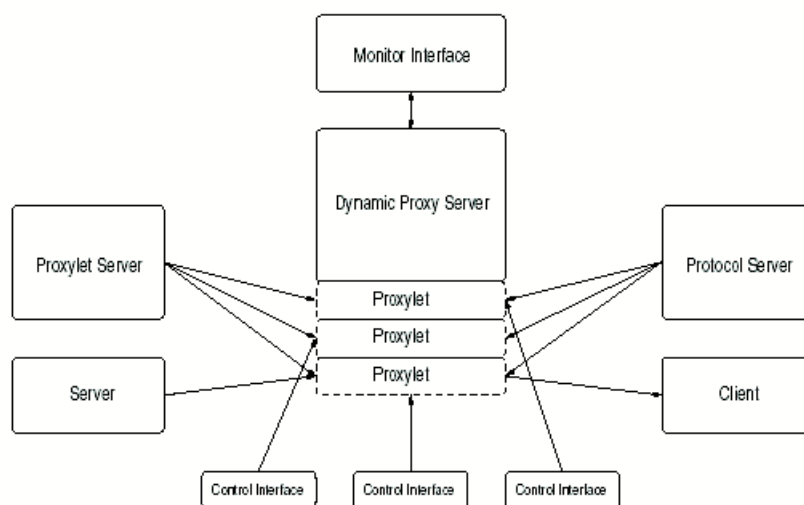 Monitor Interface
Dynamic Proxy Server
Proxylet Server
Protocol Server
Proxylet
Proxylet
Proxylet
Server
Client
Control Interface
Control Interface
Control Interface